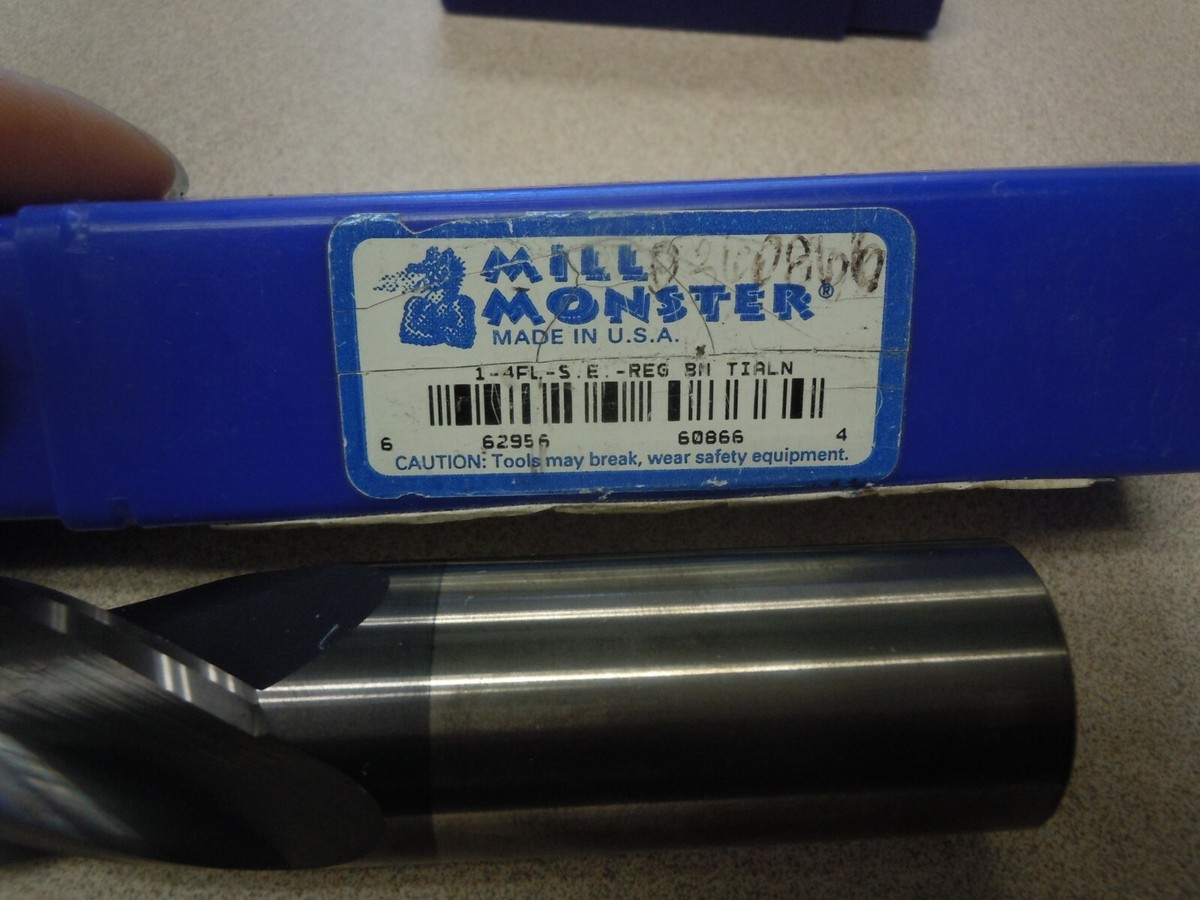 MILL
MONSTER®
MADE IN U.S.A.
1-4FL-S.E.-REG BM TIALN
6 62956 60866 4
CAUTION: Tools may break, wear safety equipment.